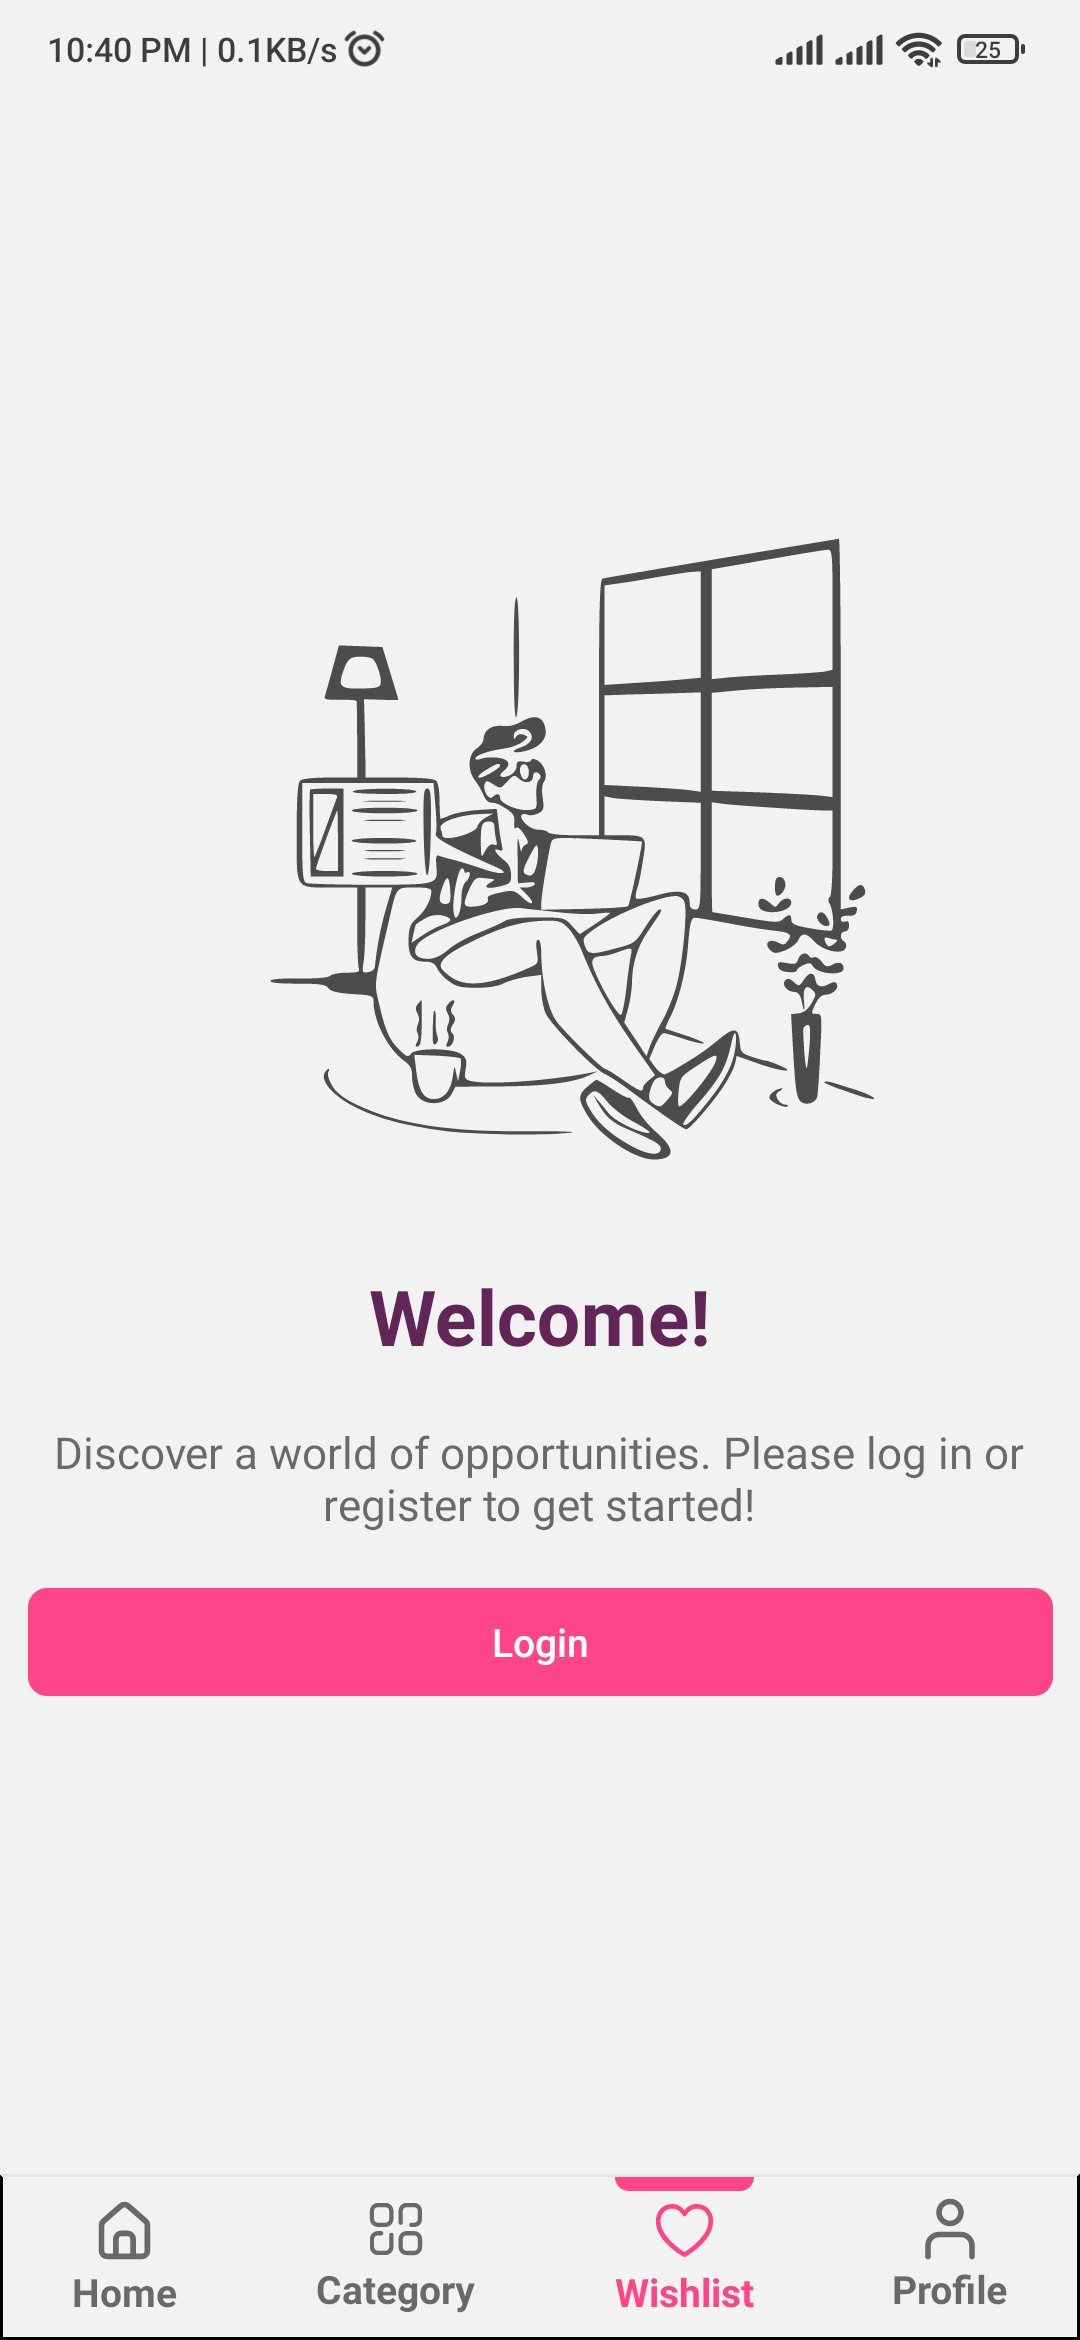 10:40 PM | 0.1KB/s
25
Welcome!
Discover a world of opportunities. Please log in or
register to get started!
Login
Home
Category
Wishlist
Profile